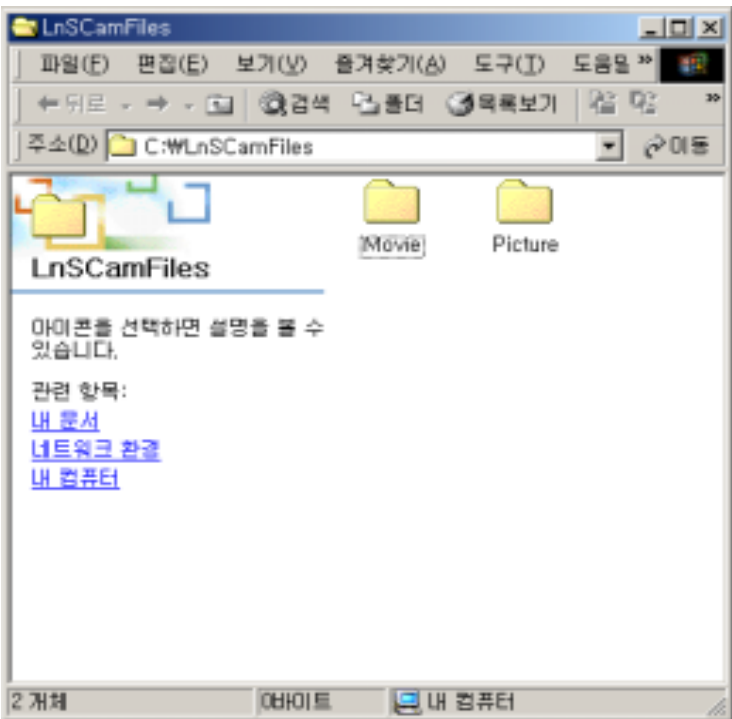 LnSCamFiles
파일(F) 편집(E) 보기(V) 즐겨찾기(A) 도구(T) 도움말 »
뒤로 검색 폴더 목록보기 »
주소(D) C:₩LnSCamFiles 이동
LnSCamFiles
Movie Picture
아이콘을 선택하면 설명을 볼 수
있습니다.
관련 항목:
내 문서
네트워크 환경
내 컴퓨터
2 개체 0바이트 내 컴퓨터